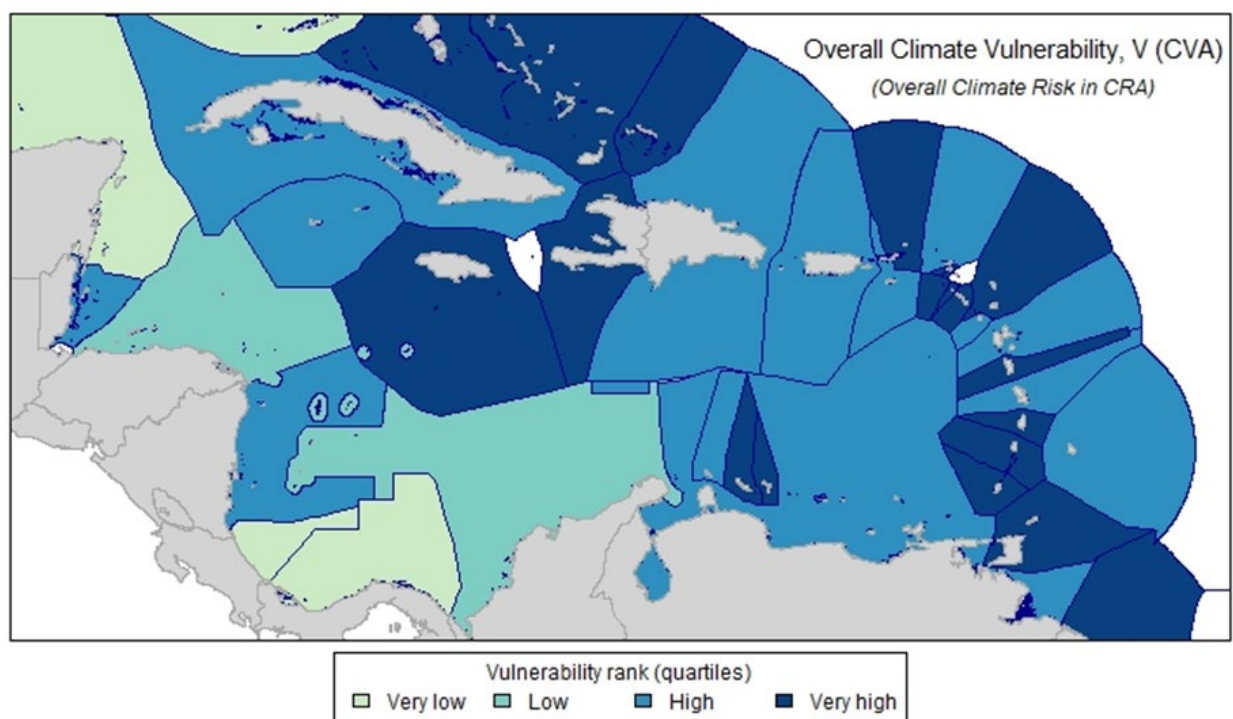 Overall Climate Vulnerability, V (CVA)
(Overall Climate Risk in CRA)
Vulnerability rank (quartiles)
Very low Low High Very high